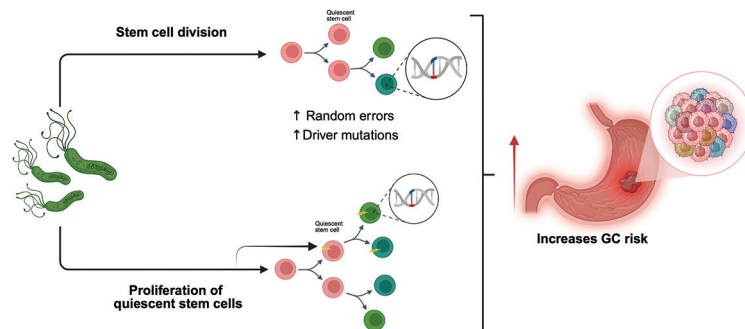 Stem cell division
Quiescent
stem cell
↑ Random errors
↑ Driver mutations
Quiescent
stem cell
Proliferation of
quiescent stem cells
Increases GC risk